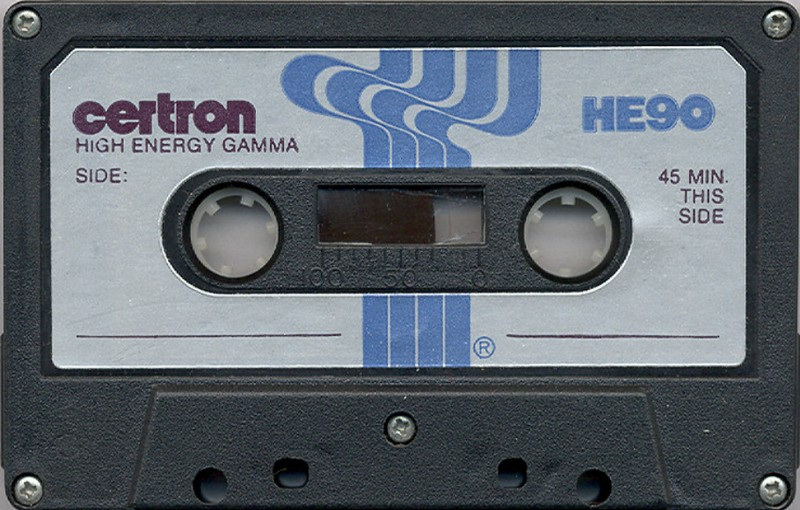 certron
HIGH ENERGY GAMMA
HE90
SIDE:
45 MIN.
THIS
SIDE
100 50 0
®